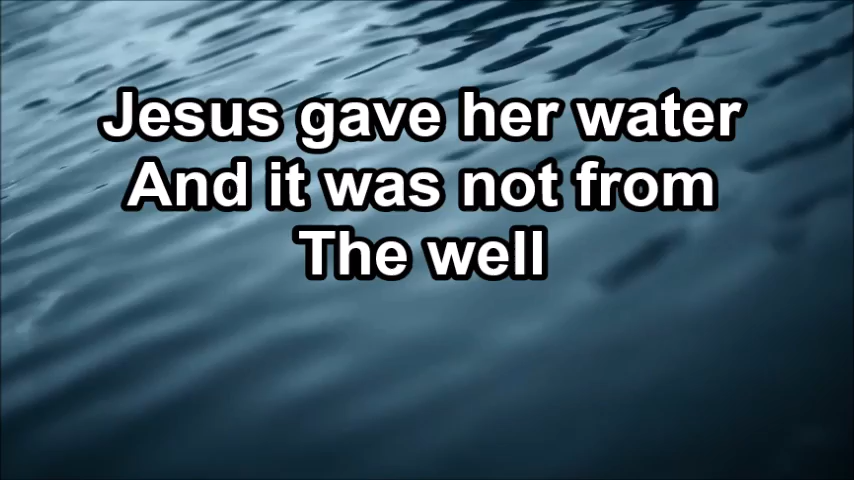 Jesus gave her water
And it was not from
The well